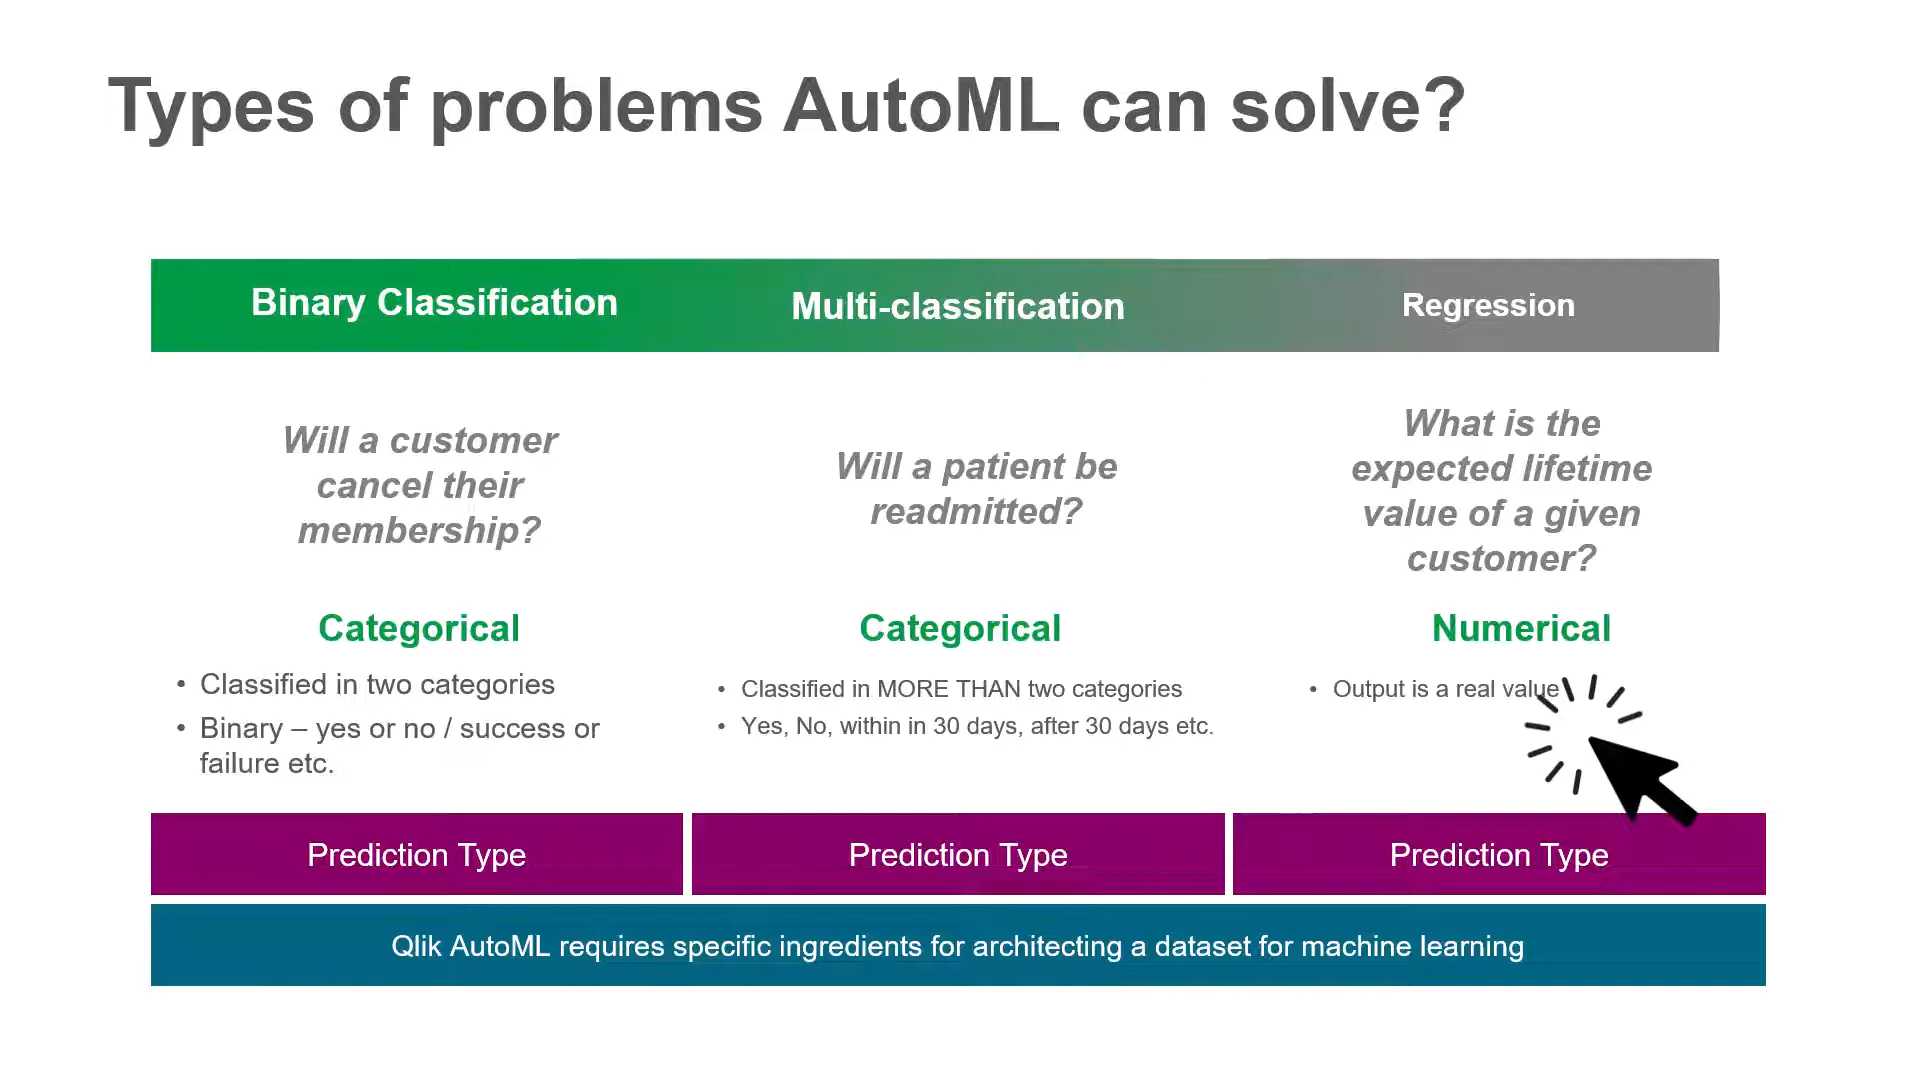 Types of problems AutoML can solve?
Binary Classification
Multi-classification
Regression
Will a customer
cancel their
membership?
Will a patient be
readmitted?
What is the
expected lifetime
value of a given
customer?
Categorical
• Classified in two categories
• Binary – yes or no / success or
failure etc.
Categorical
• Classified in MORE THAN two categories
• Yes, No, within in 30 days, after 30 days etc.
Numerical
• Output is a real value
Prediction Type
Prediction Type
Prediction Type
Qlik AutoML requires specific ingredients for architecting a dataset for machine learning